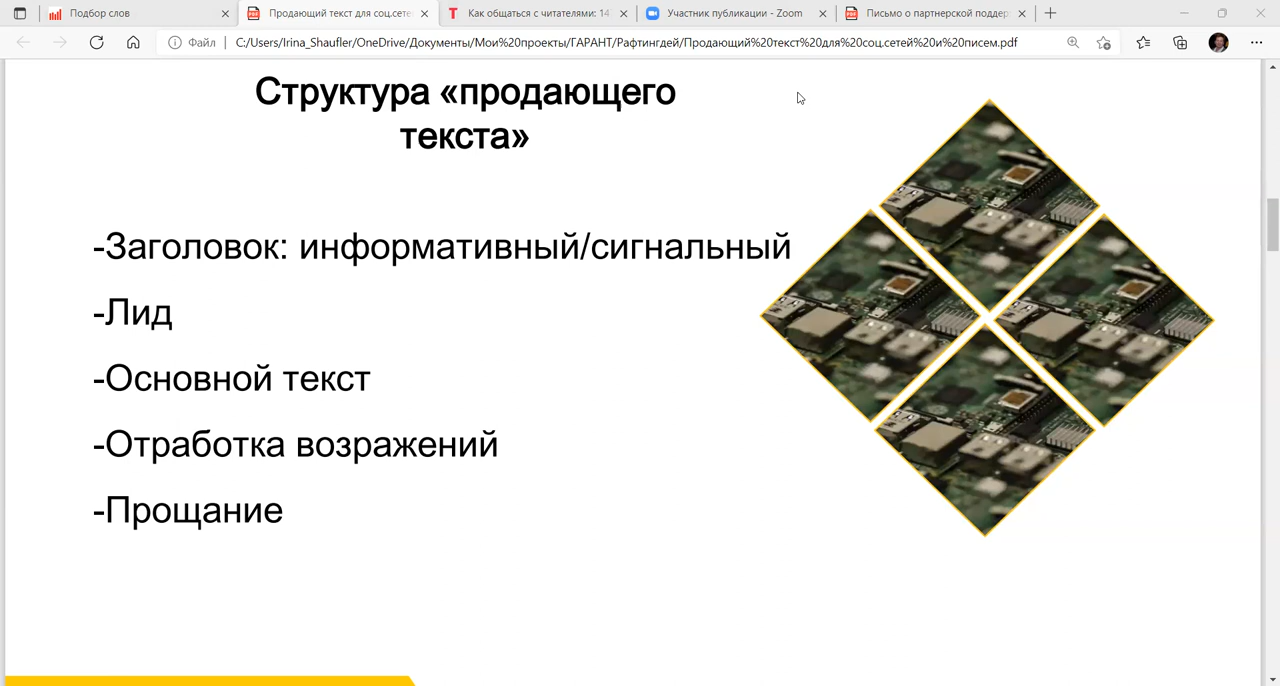 Подбор слов
Продающий текст для соц.сете
Как общаться с читателями: 14
Участник публикации - Zoom
Письмо о партнерской поддер
Файл
C:/Users/Irina_Shaufler/OneDrive/Документы/Мои%20проекты/ГАРАНТ/Рафтингдей/Продающий%20текст%20для%20соц.сетей%20и%20писем.pdf
Структура «продающего
текста»
-Заголовок: информативный/сигнальный
-Лид
-Основной текст
-Отработка возражений
-Прощание